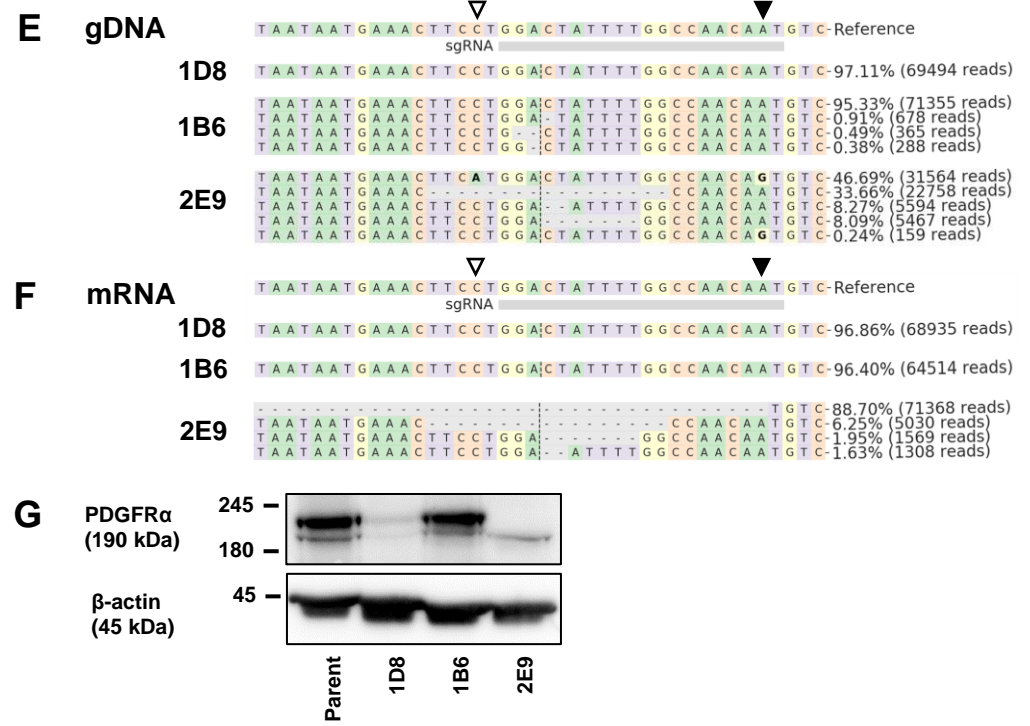 E gDNA
T A A T A A T G A A A C T T C C T G G A C T A T T T T G G C C A A C A A T G T C - Reference
sgRNA
1D8 T A A T A A T G A A A C T T C C T G G A C T A T T T T G G C C A A C A A T G T C - 97.11% (69494 reads)
1B6
T A A T A A T G A A A C T T C C T G G A C T A T T T T G G C C A A C A A T G T C - 95.33% (71355 reads)
T A A T A A T G A A A C T T C C T G G A - T A T T T T G G C C A A C A A T G T C - 0.91% (678 reads)
T A A T A A T G A A A C T T C C T G - - C T A T T T T G G C C A A C A A T G T C - 0.49% (365 reads)
T A A T A A T G A A A C T T C C T G G - C T A T T T T G G C C A A C A A T G T C - 0.38% (288 reads)
2E9
T A A T A A T G A A A C T T C A T G G A C T A T T T T G G C C A A C A G T G T C - 46.69% (31564 reads)
T A A T A A T G A A A C - - - - - - - - - - - - - - - - - C C A A C A A T G T C - 33.66% (22758 reads)
T A A T A A T G A A A C T T C C T G G A - - A T T T T G G C C A A C A A T G T C - 8.27% (5594 reads)
T A A T A A T G A A A C T T C C T G G A - - - - - - - G G C C A A C A A T G T C - 8.09% (5467 reads)
T A A T A A T G A A A C T T C C T G G A C T A T T T T G G C C A A C A G T G T C - 0.24% (159 reads)
F mRNA
T A A T A A T G A A A C T T C C T G G A C T A T T T T G G C C A A C A A T G T C - Reference
sgRNA
1D8 T A A T A A T G A A A C T T C C T G G A C T A T T T T G G C C A A C A A T G T C - 96.86% (68935 reads)
1B6 T A A T A A T G A A A C T T C C T G G A C T A T T T T G G C C A A C A A T G T C - 96.40% (64514 reads)
2E9
- - - - - - - - - - - - - - - - - - - - - - - - - - - - - - - - - - - - T G T C - 88.70% (71368 reads)
T A A T A A T G A A A C - - - - - - - - - - - - - - - - - C C A A C A A T G T C - 6.25% (5030 reads)
T A A T A A T G A A A C T T C C T G G A - - - - - - - G G C C A A C A A T G T C - 1.95% (1569 reads)
T A A T A A T G A A A C T T C C T G G A - - A T T T T G G C C A A C A A T G T C - 1.63% (1308 reads)
G
PDGFRα
(190 kDa)
245
180
β-actin
(45 kDa)
45
Parent 1D8 1B6 2E9